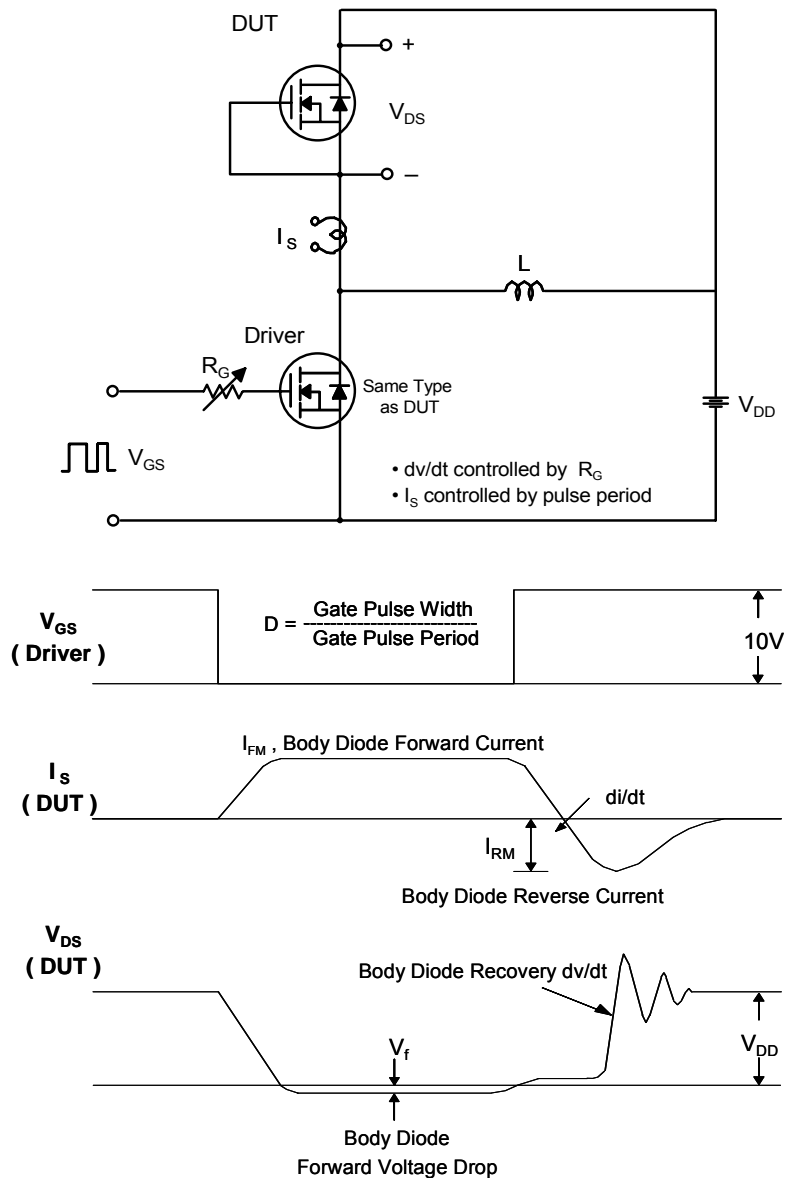 DUT
+
V_DS
–
I_S
L
Driver
R_G
Same Type
as DUT
V_DD
V_GS
• dv/dt controlled by R_G
• I_S controlled by pulse period
V_GS
( Driver )
D = Gate Pulse Width
Gate Pulse Period
10V
I_FM , Body Diode Forward Current
I_S
( DUT )
di/dt
I_RM
Body Diode Reverse Current
V_DS
( DUT )
Body Diode Recovery dv/dt
V_f
V_DD
Body Diode
Forward Voltage Drop